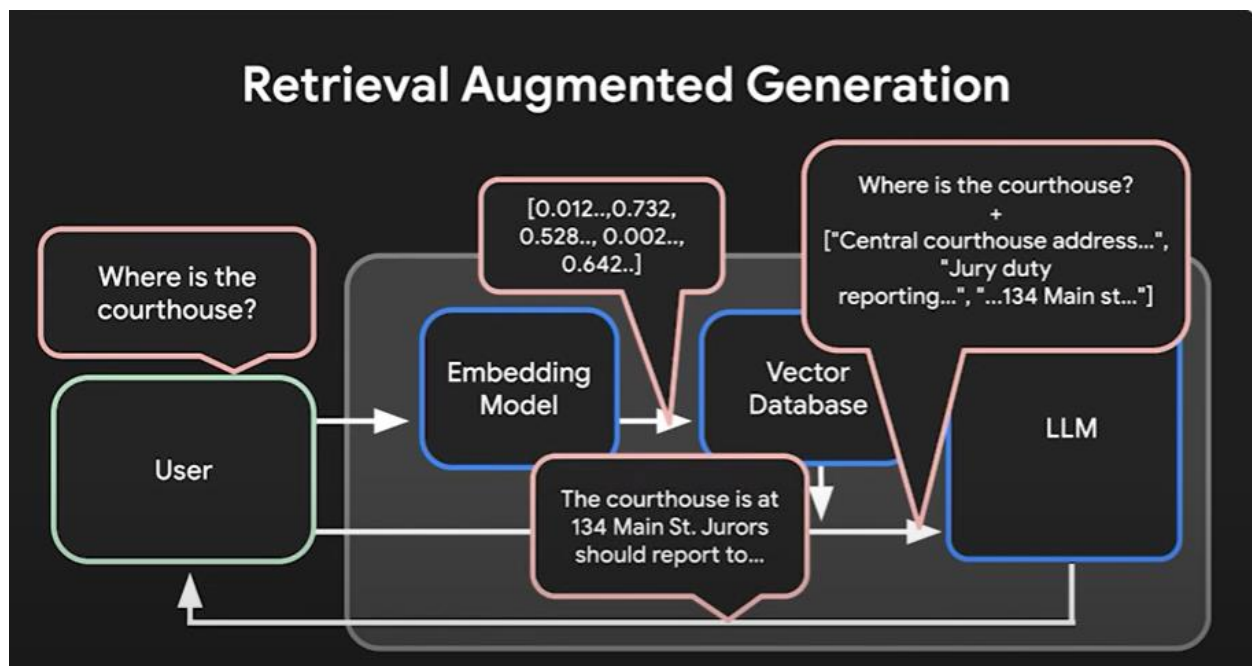 Retrieval Augmented Generation
Where is the
courthouse?
[0.012..,0.732,
0.528.., 0.002..,
0.642..]
Where is the courthouse?
+
["Central courthouse address...",
"Jury duty
reporting...", "...134 Main st..."]
User
Embedding
Model
Vector
Database
LLM
The courthouse is at
134 Main St. Jurors
should report to...